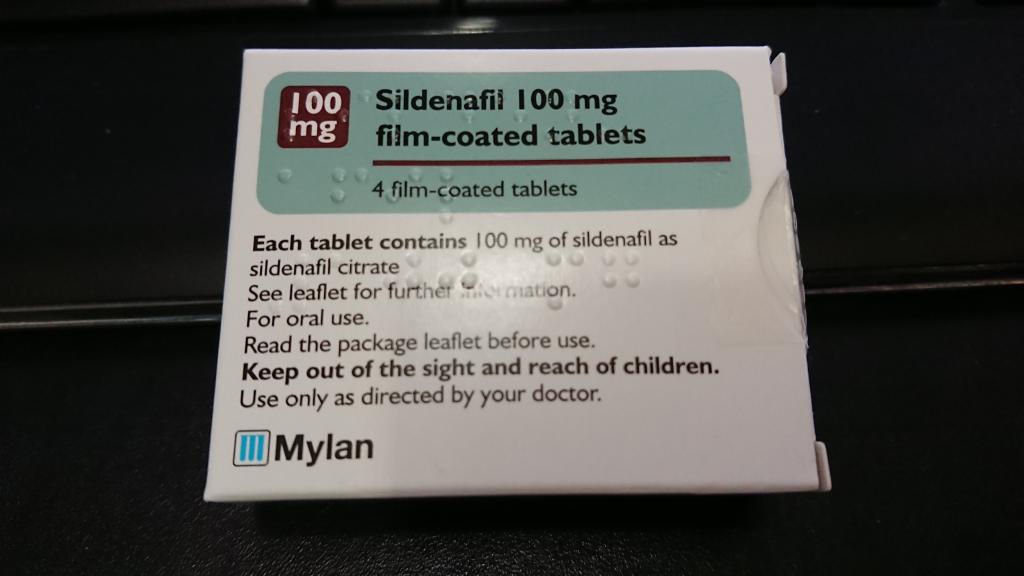 100
mg
Sildenafil 100 mg
film-coated tablets
4 film-coated tablets
Each tablet contains 100 mg of sildenafil as
sildenafil citrate
See leaflet for further information.
For oral use.
Read the package leaflet before use.
Keep out of the sight and reach of children.
Use only as directed by your doctor.
Mylan